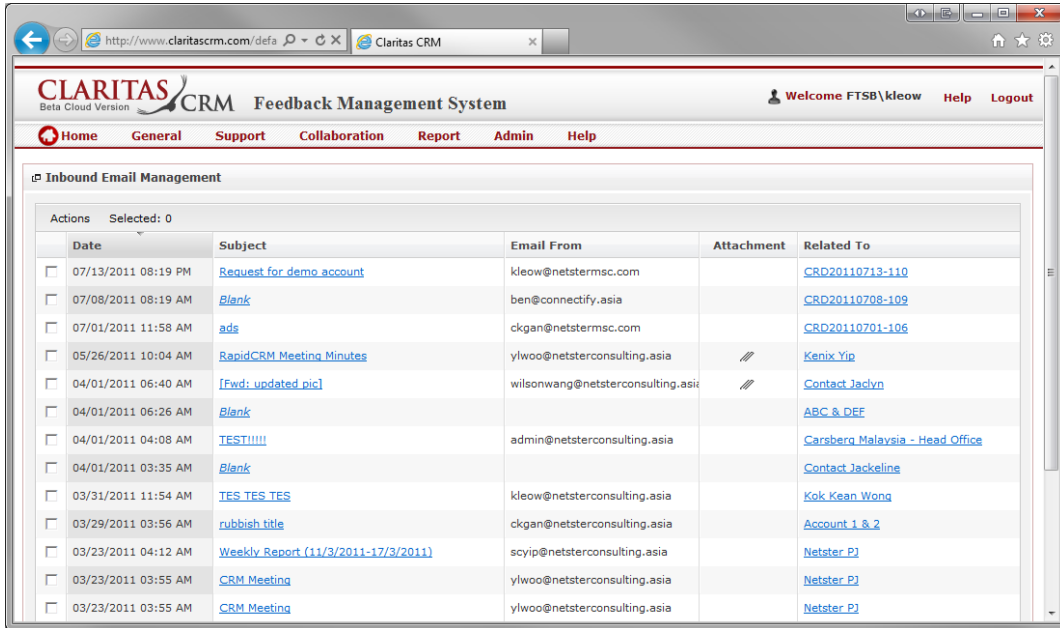 http://www.claritascrm.com/defa
Claritas CRM
CLARITAS CRM
Beta Cloud Version
Feedback Management System
Welcome FTSB\kleow Help Logout
Home General Support Collaboration Report Admin Help
Inbound Email Management
Actions Selected: 0
Date Subject Email From Attachment Related To
07/13/2011 08:19 PM Request for demo account kleow@netstermsc.com CRD20110713-110
07/08/2011 08:19 AM Blank ben@connectify.asia CRD20110708-109
07/01/2011 11:58 AM ads ckgan@netstermsc.com CRD20110701-106
05/26/2011 10:04 AM RapidCRM Meeting Minutes ylwoo@netsterconsulting.asia Kenix Yip
04/01/2011 06:40 AM [Fwd: updated pic] wilsonwang@netsterconsulting.asia Contact Jaclyn
04/01/2011 06:26 AM Blank ABC & DEF
04/01/2011 04:08 AM TEST!!!!! admin@netsterconsulting.asia Carsberg Malaysia - Head Office
04/01/2011 03:35 AM Blank Contact Jackeline
03/31/2011 11:54 AM TES TES TES kleow@netsterconsulting.asia Kok Kean Wong
03/29/2011 03:56 AM rubbish title ckgan@netsterconsulting.asia Account 1 & 2
03/23/2011 04:12 AM Weekly Report (11/3/2011-17/3/2011) scyip@netsterconsulting.asia Netster PJ
03/23/2011 03:55 AM CRM Meeting ylwoo@netsterconsulting.asia Netster PJ
03/23/2011 03:55 AM CRM Meeting ylwoo@netsterconsulting.asia Netster PJ